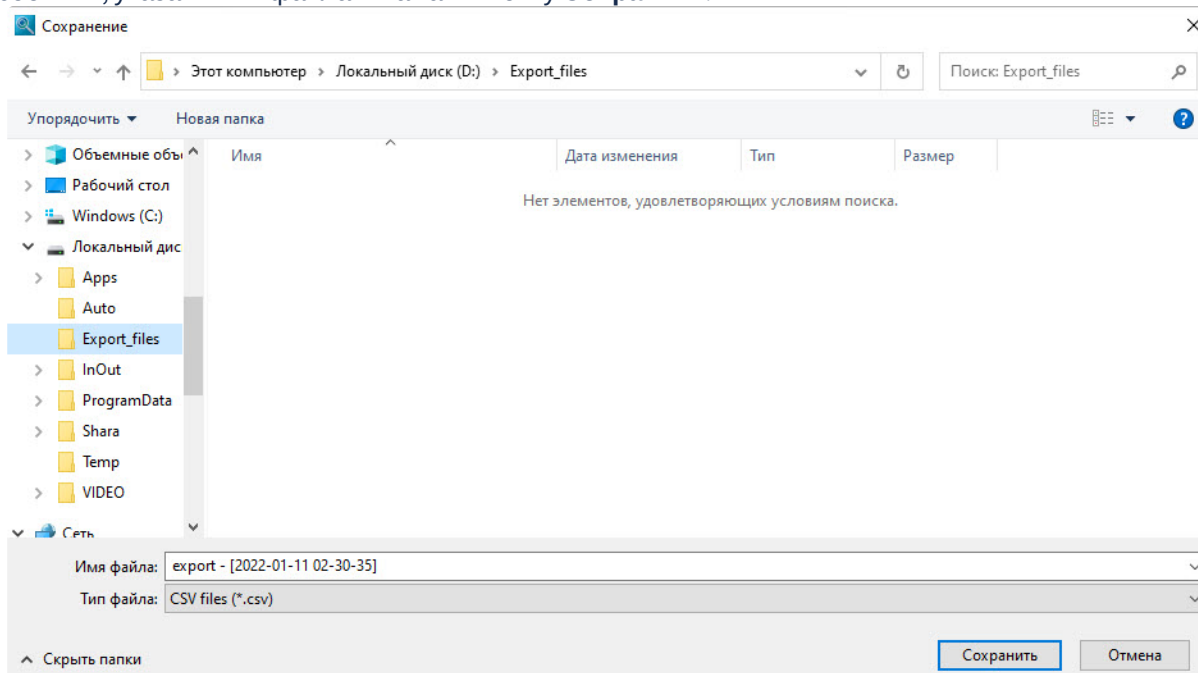 Сохранение
Этот компьютер › Локальный диск (D:) › Export_files
Поиск: Export_files
Упорядочить
Новая папка
Объемные объ
Имя
Дата изменения
Тип
Размер
Рабочий стол
Нет элементов, удовлетворяющих условиям поиска.
Windows (C:)
Локальный дис
Apps
Auto
Export_files
InOut
ProgramData
Shara
Temp
VIDEO
Сеть
Имя файла: export - [2022-01-11 02-30-35]
Тип файла: CSV files (*.csv)
Скрыть папки
Сохранить
Отмена